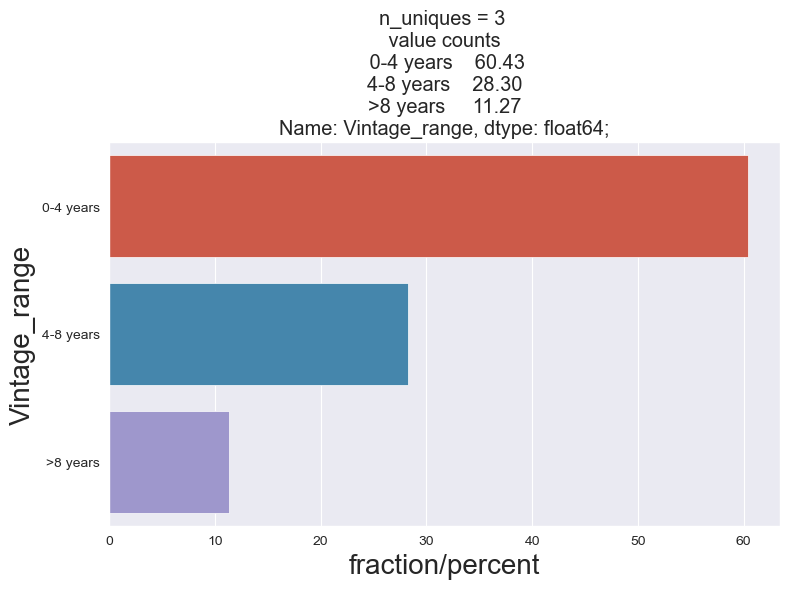 n_uniques = 3
value counts
0-4 years    60.43
4-8 years    28.30
>8 years     11.27
Name: Vintage_range, dtype: float64;
Vintage_range
0-4 years
4-8 years
>8 years
0 10 20 30 40 50 60
fraction/percent